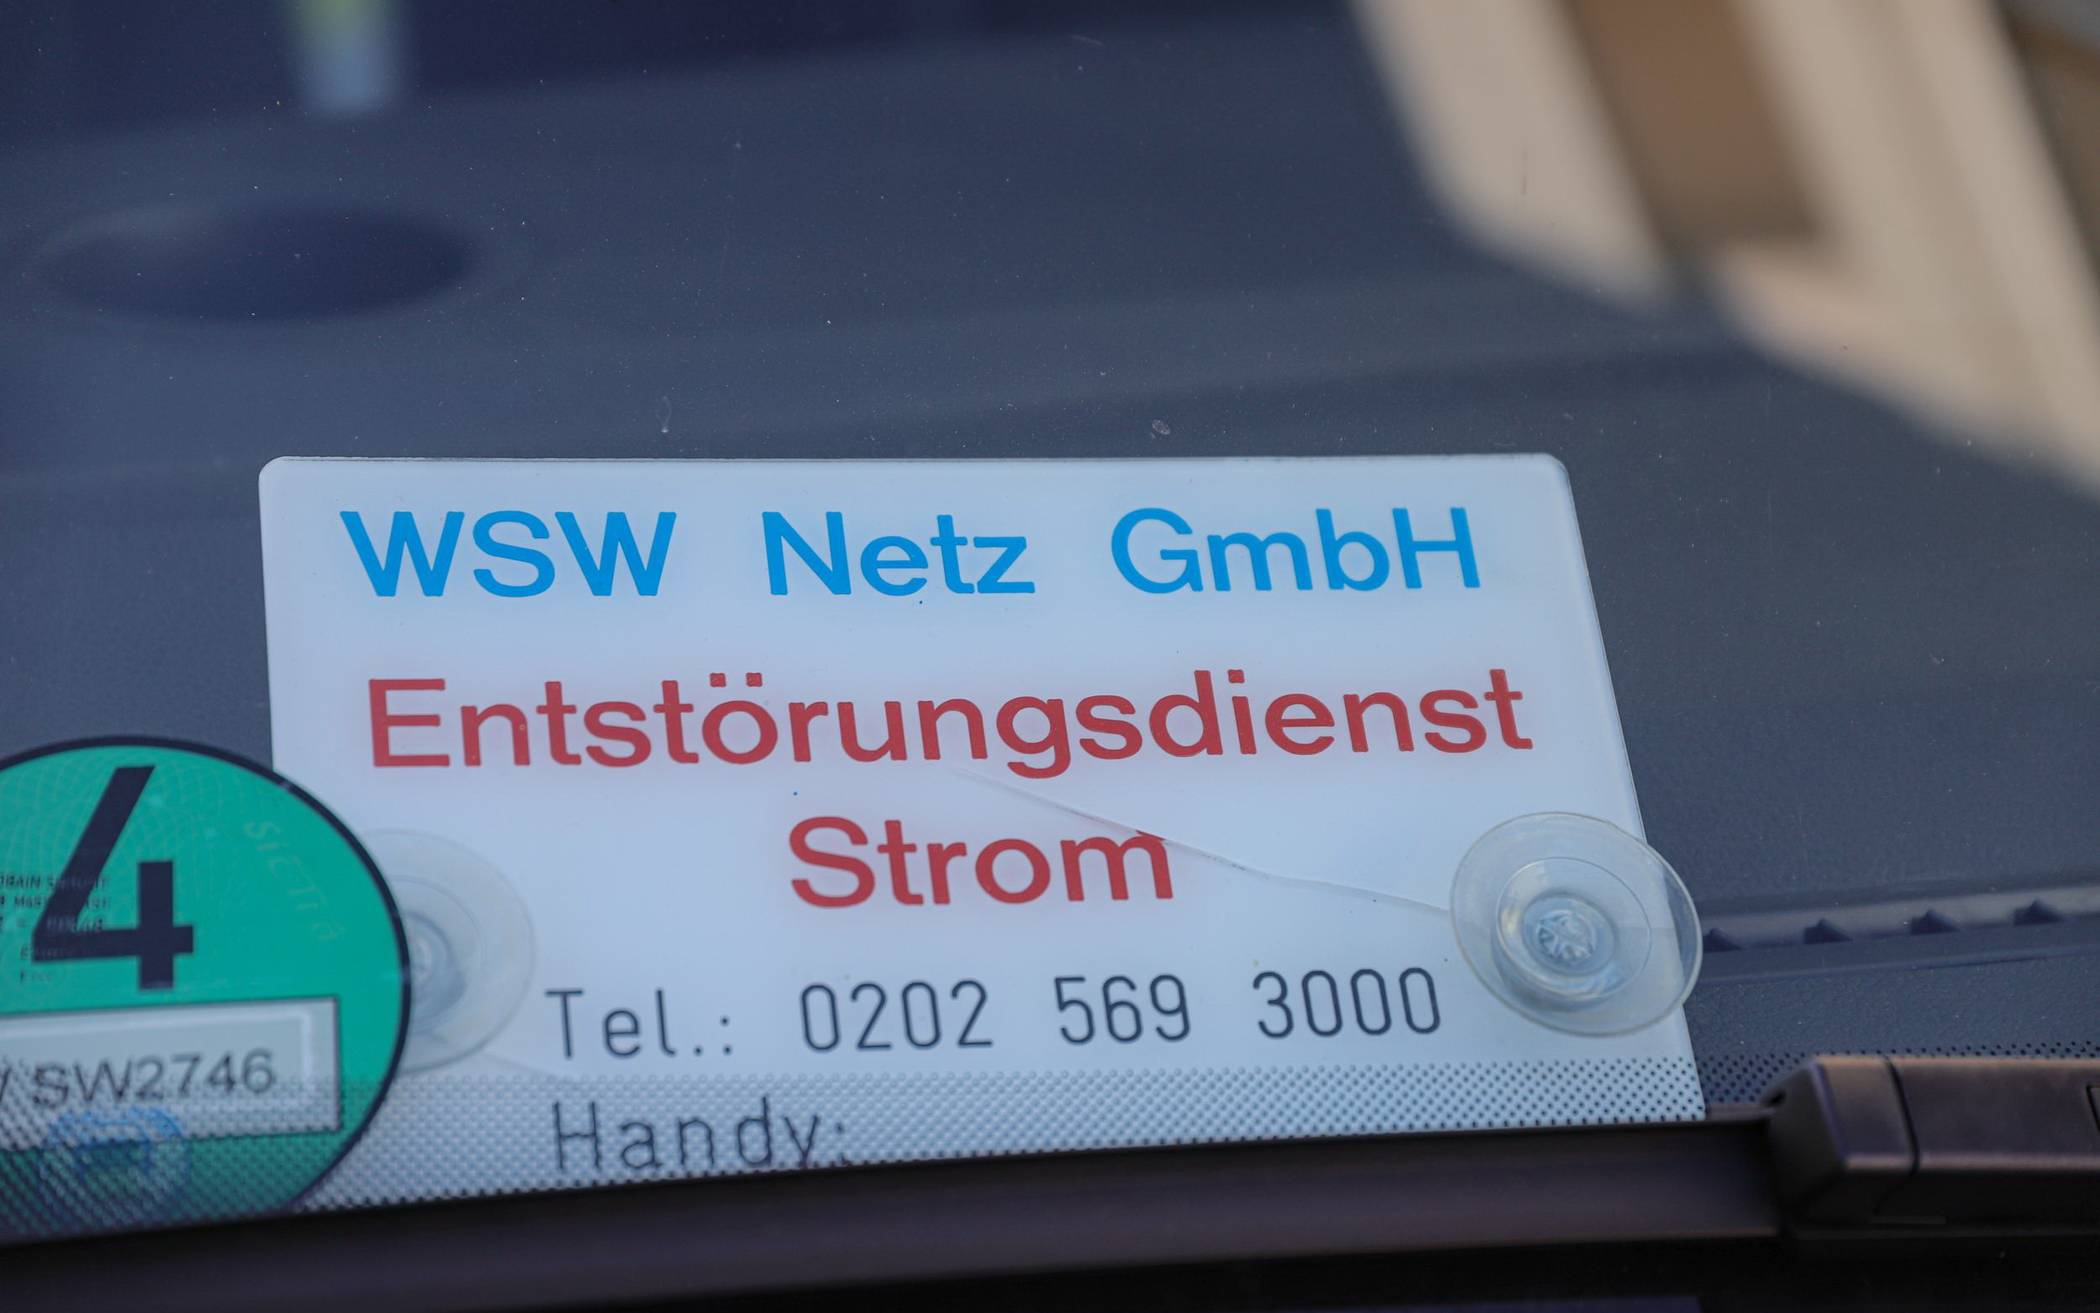 WSW Netz GmbH
Entstörungsdienst
Strom
Tel.: 0202 569 3000
Handy:
4
SW2746